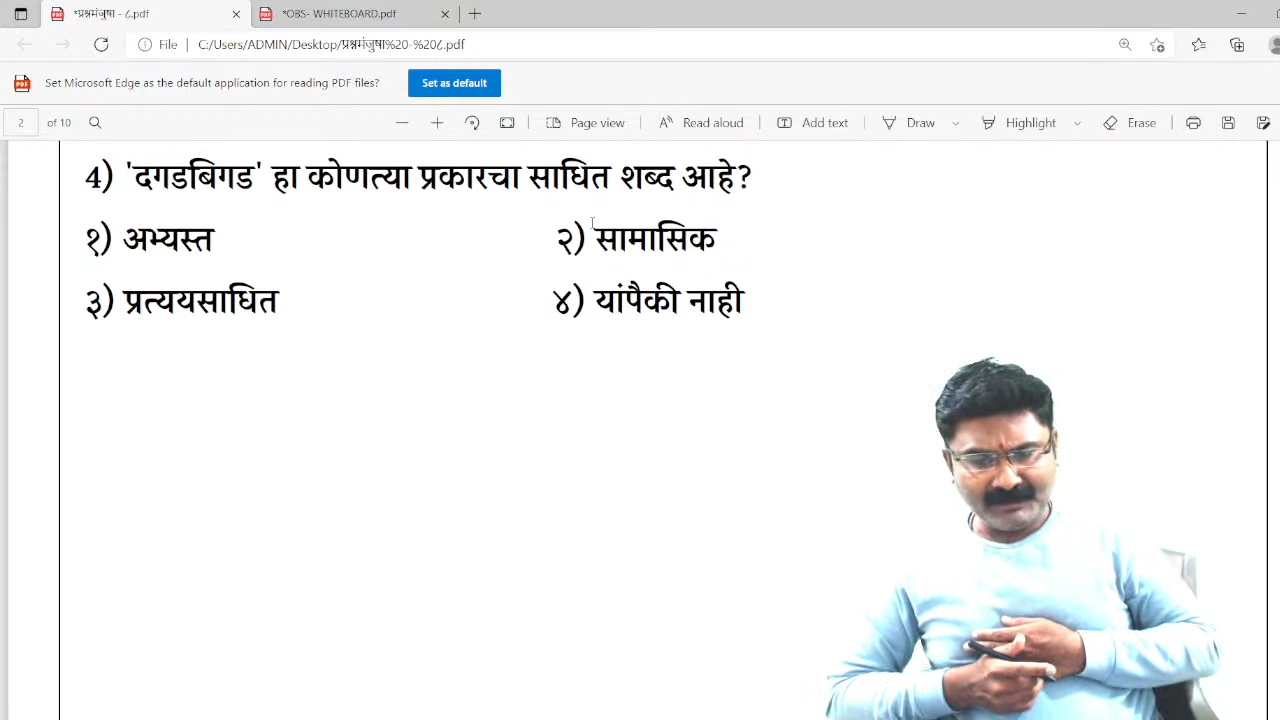 *प्रश्नमंजुषा - ८.pdf
*OBS- WHITEBOARD.pdf
File C:/Users/ADMIN/Desktop/प्रश्नमंजुषा%20-%20८.pdf
Set Microsoft Edge as the default application for reading PDF files? Set as default
2 of 10 Page view Read aloud Add text Draw Highlight Erase
4) 'दगडबिगड' हा कोणत्या प्रकारचा साधित शब्द आहे?
१) अभ्यस्त २) सामासिक
३) प्रत्ययसाधित ४) यांपैकी नाही